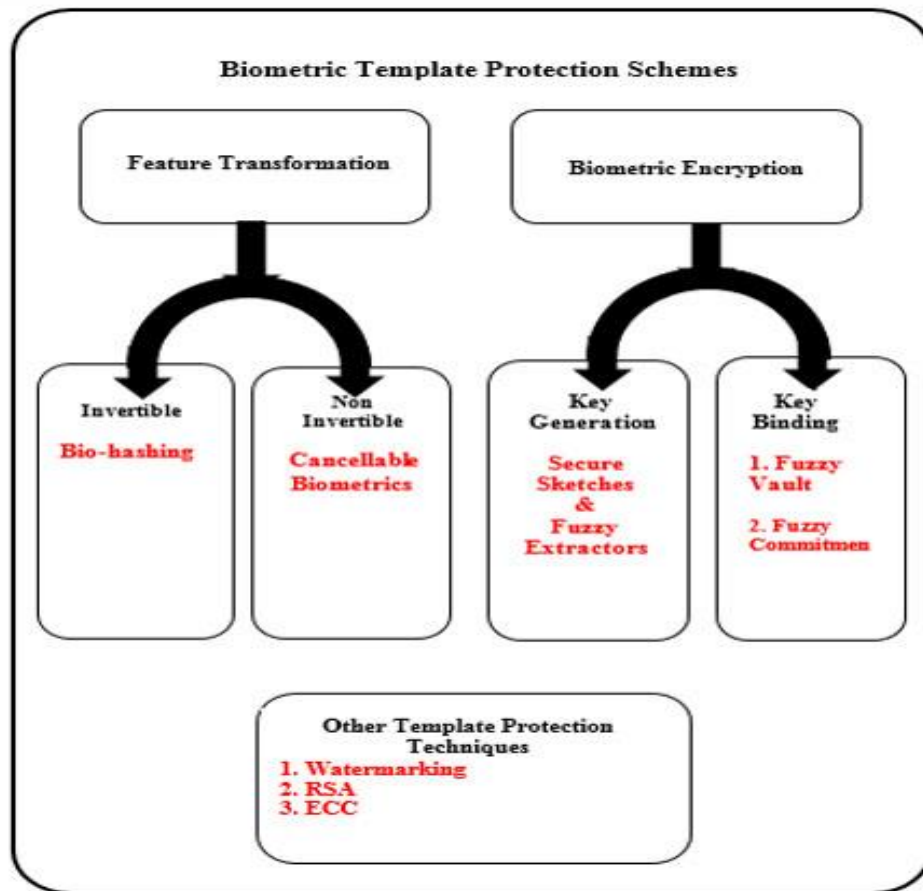 Biometric Template Protection Schemes
Feature Transformation
Biometric Encryption
Invertible
Bio-hashing
Non
Invertible
Cancellable
Biometrics
Key
Generation
Secure
Sketches
&
Fuzzy
Extractors
Key
Binding
1. Fuzzy
Vault
2. Fuzzy
Commitmen
Other Template Protection
Techniques
1. Watermarking
2. RSA
3. ECC